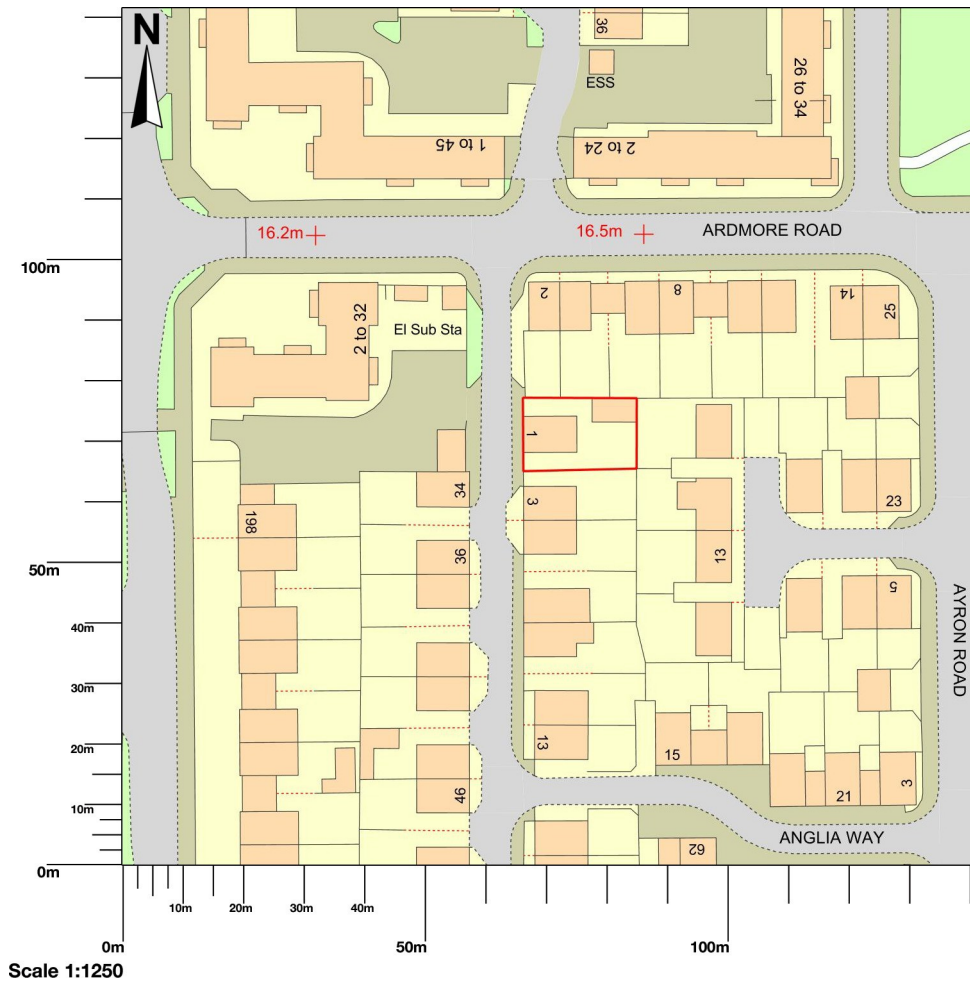 N
36
ESS
26 to 34
1 to 45
2 to 24
16.2m
16.5m
ARDMORE ROAD
100m
2
8
14
25
2 to 32
El Sub Sta
1
34
3
198
23
36
13
50m
5
AYRON ROAD
40m
30m
20m
13
15
10m
46
21
3
ANGLIA WAY
62
0m
10m
20m
30m
40m
0m
50m
100m
Scale 1:1250